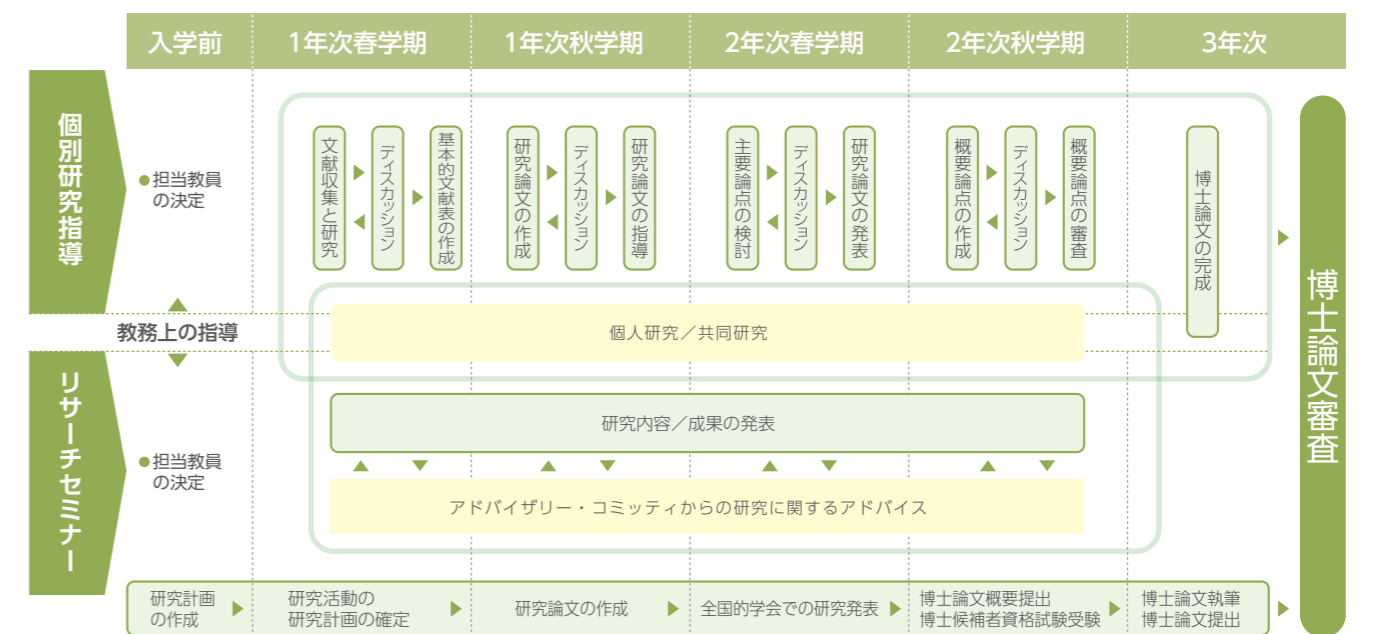 入学前
1年次春学期
1年次秋学期
2年次春学期
2年次秋学期
3年次
個別研究指導
●担当教員
の決定
文献収集と研究
ディスカッション
基本的文献表の作成
研究論文の作成
ディスカッション
研究論文の指導
主要論点の検討
ディスカッション
研究論文の発表
概要論点の作成
ディスカッション
概要論点の審査
博士論文の完成
教務上の指導
個人研究／共同研究
リサーチセミナー
●担当教員
の決定
研究内容／成果の発表
アドバイザリー・コミッティからの研究に関するアドバイス
研究計画
の作成
研究活動の
研究計画の確定
研究論文の作成
全国的学会での研究発表
博士論文概要提出
博士候補者資格試験受験
博士論文執筆
博士論文提出
博士論文審査